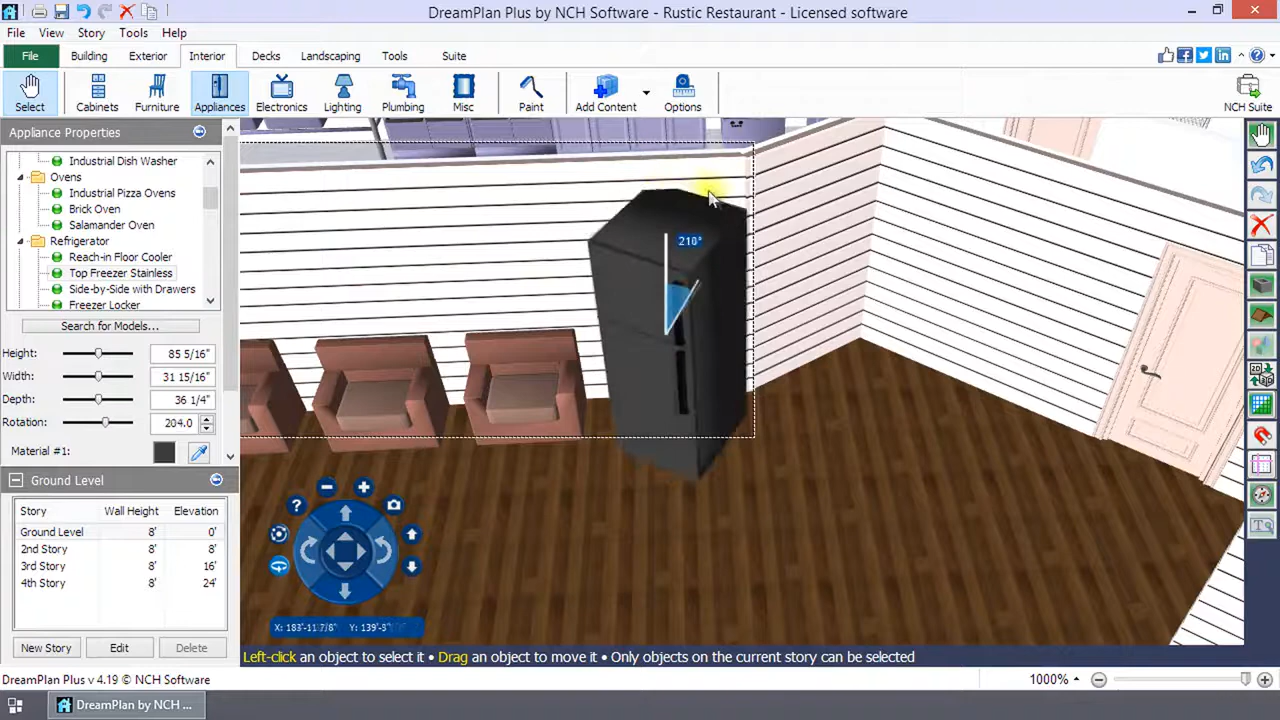 DreamPlan Plus by NCH Software - Rustic Restaurant - Licensed software
File View Story Tools Help
File Building Exterior Interior Decks Landscaping Tools Suite
Select Cabinets Furniture Appliances Electronics Lighting Plumbing Misc Paint Add Content Options NCH Suite
Appliance Properties
Industrial Dish Washer
Ovens
Industrial Pizza Ovens
Brick Oven
Salamander Oven
Refrigerator
Reach-in Floor Cooler
Top Freezer Stainless
Side-by-Side with Drawers
Freezer Locker
Search for Models...
Height: 85 5/16"
Width: 31 15/16"
Depth: 36 1/4"
Rotation: 204.0
Material #1:
210°
Ground Level
Story Wall Height Elevation
Ground Level 8' 0'
2nd Story 8' 8'
3rd Story 8' 16'
4th Story 8' 24'
New Story Edit Delete
Left-click an object to select it • Drag an object to move it • Only objects on the current story can be selected
DreamPlan Plus v 4.19 © NCH Software
1000%
DreamPlan by NCH ...